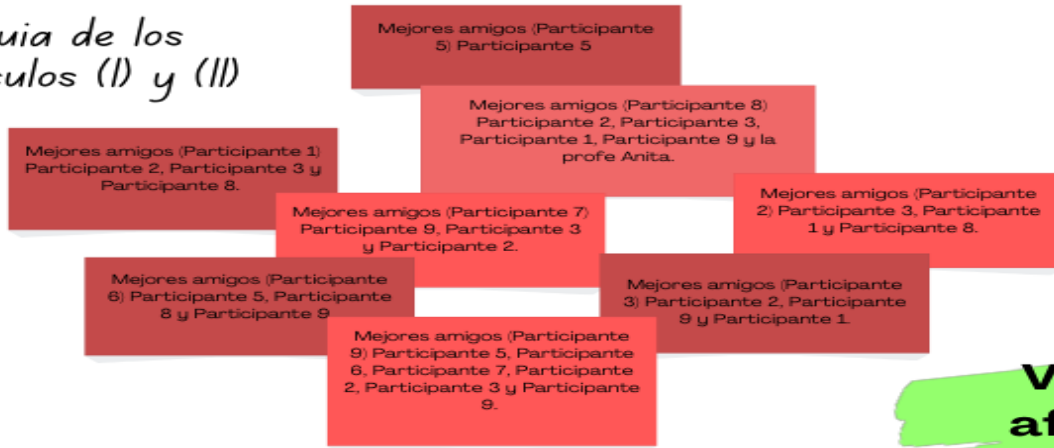 uia de los
culos (I) y (II)
Mejores amigos (Participante
5) Participante 5
Mejores amigos (Participante 8)
Participante 2, Participante 3,
Participante 1, Participante 9 y la
profe Anita.
Mejores amigos (Participante 1)
Participante 2, Participante 3 y
Participante 8.
Mejores amigos (Participante
2) Participante 3, Participante
1 y Participante 8.
Mejores amigos (Participante 7)
Participante 9, Participante 3
y Participante 2.
Mejores amigos (Participante
6) Participante 5, Participante
8 y Participante 9
Mejores amigos (Participante
3) Participante 2, Participante
9 y Participante 1.
Mejores amigos (Participante
9) Participante 5, Participante
6, Participante 7, Participante
2, Participante 3 y Participante
9.
V
af